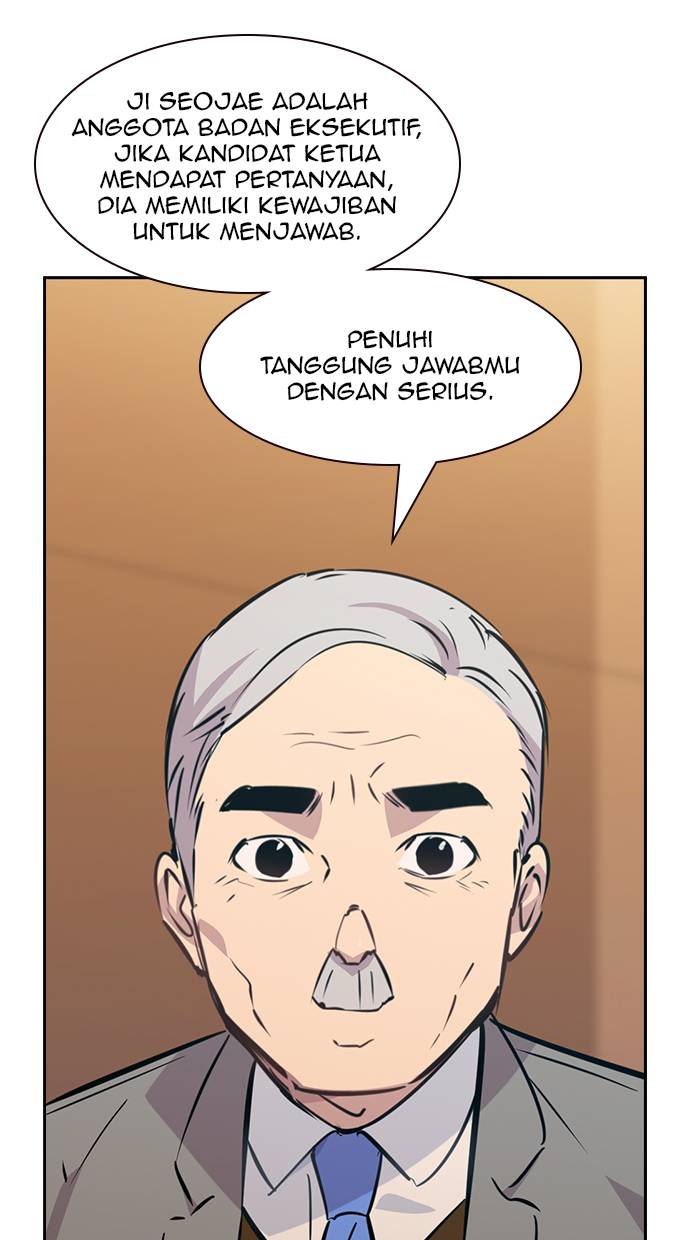 JI SEOJAE ADALAH
ANGGOTA BADAN EKSEKUTIF,
JIKA KANDIDAT KETUA
MENDAPAT PERTANYAAN,
DIA MEMILIKI KEWAJIBAN
UNTUK MENJAWAB.
PENUHI
TANGGUNG JAWABMU
DENGAN SERIUS.